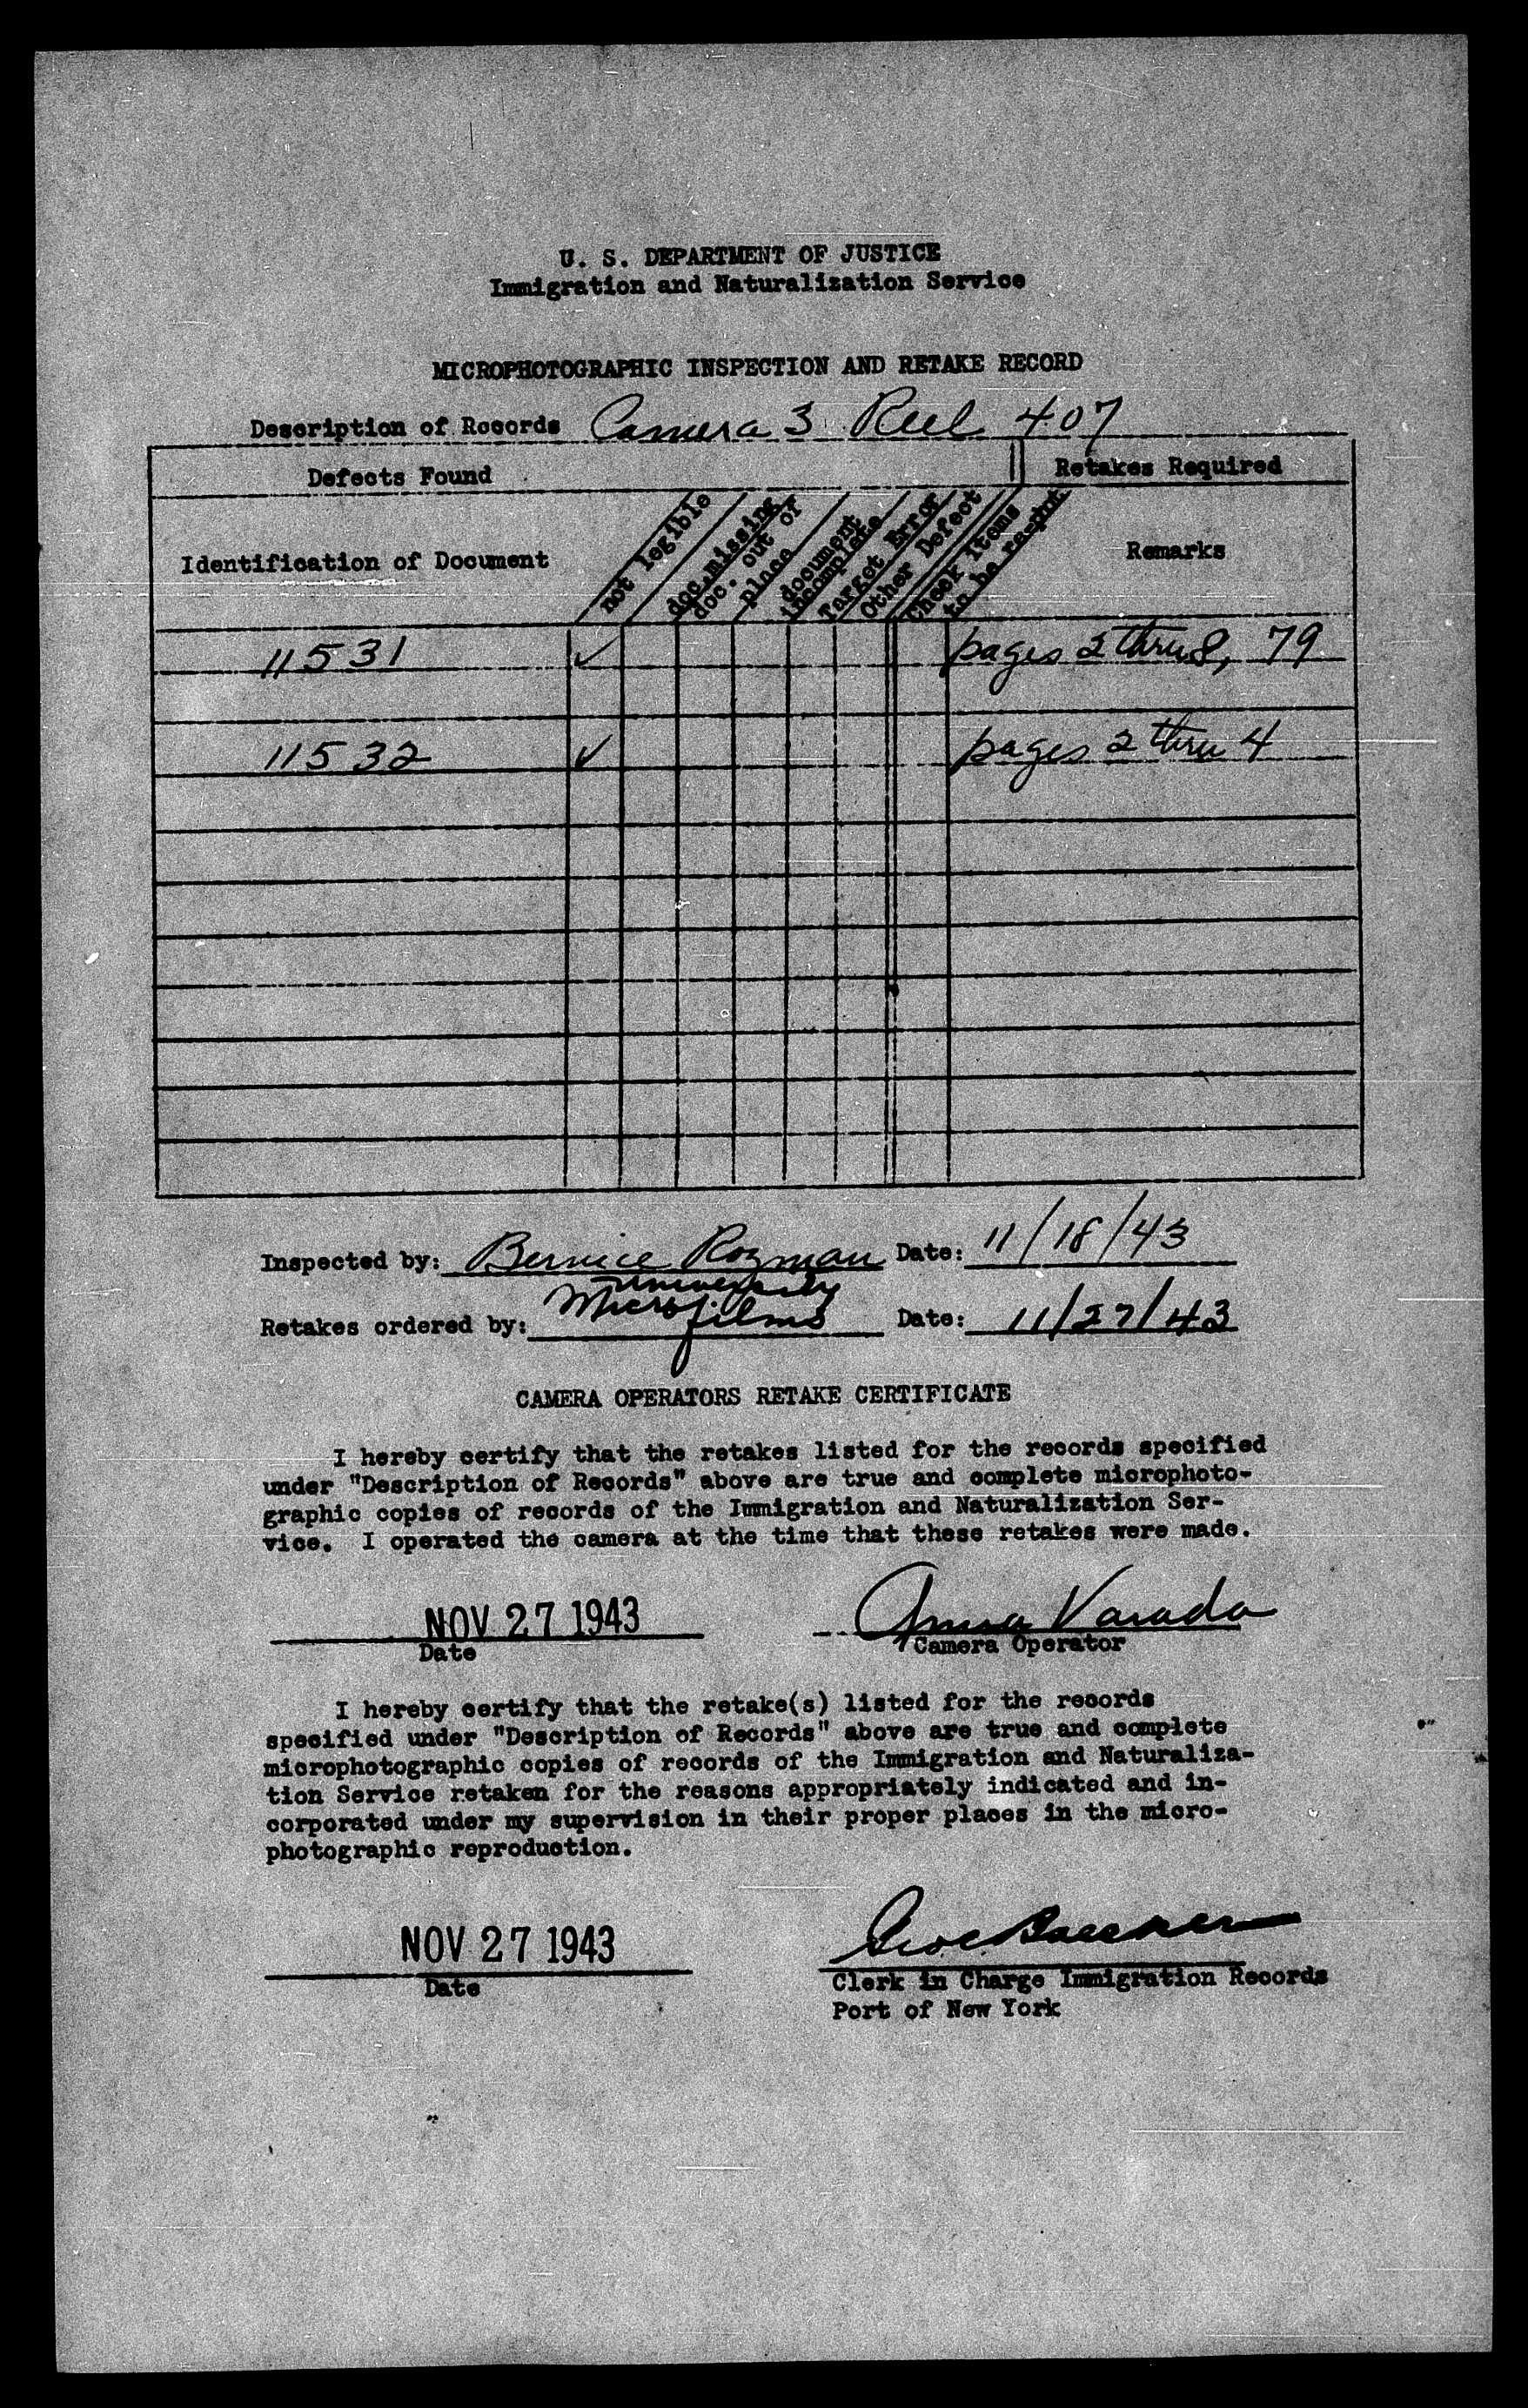 U. S. DEPARTMENT OF JUSTICE
Immigration and Naturalization Service
MICROPHOTOGRAPHIC INSPECTION AND RETAKE RECORD
Description of Records Camera 3 Reel 407
Defects Found
Retakes Required
Identification of Document
not legible
doc. missing
doc. out of
place
document
incomplete
Target Error
Other Defect
Check Items
to be re-phot
Remarks
11531 ✓ pages 2 thru 8, 79
11532 ✓ pages 2 thru 4
Inspected by: Bernice Rozman Date: 11/18/43
University
Retakes ordered by: Microfilms Date: 11/27/43
CAMERA OPERATORS RETAKE CERTIFICATE
I hereby certify that the retakes listed for the records specified
under "Description of Records" above are true and complete microphoto-
graphic copies of records of the Immigration and Naturalization Ser-
vice. I operated the camera at the time that these retakes were made.
NOV 27 1943
Date
Varada
Camera Operator
I hereby certify that the retake(s) listed for the records
specified under "Description of Records" above are true and complete
microphotographic copies of records of the Immigration and Naturaliza-
tion Service retaken for the reasons appropriately indicated and in-
corporated under my supervision in their proper places in the micro-
photographic reproduction.
NOV 27 1943
Date
Clerk in Charge Immigration Records
Port of New York